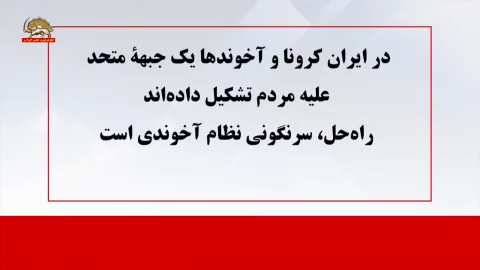 در ایران کرونا و آخوندها یک جبههٔ متحد
علیه مردم تشکیل داده‌اند
راه‌حل، سرنگونی نظام آخوندی است